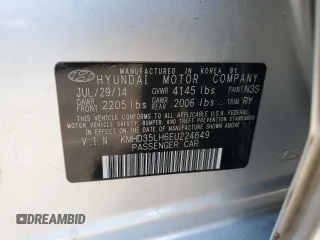 MANUFACTURED IN KOREA BY
HYUNDAI MOTOR COMPANY
JUL/29/14 GVWR 4145 lbs PAINT N3S
GAWR FRONT 2205 lbs GAWR REAR 2006 lbs TRIM RY
THIS VEHICLE CONFORMS TO ALL APPLICABLE
U.S. FEDERAL MOTOR VEHICLE SAFETY, BUMPER,
AND THEFT PREVENTION STANDARDS IN EFFECT ON
THE DATE OF MANUFACTURE SHOWN ABOVE.
V.I.N KMHD35LH6EU224649
PASSENGER CAR
DEALER HISTORY